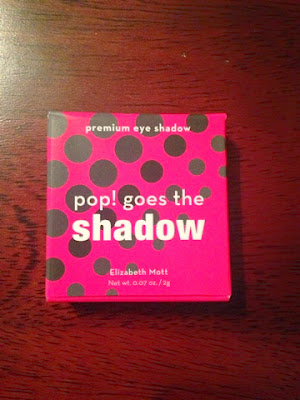 premium eye shadow
pop! goes the
shadow
Elizabeth Mott
Net wt. 0.07 oz. / 2g